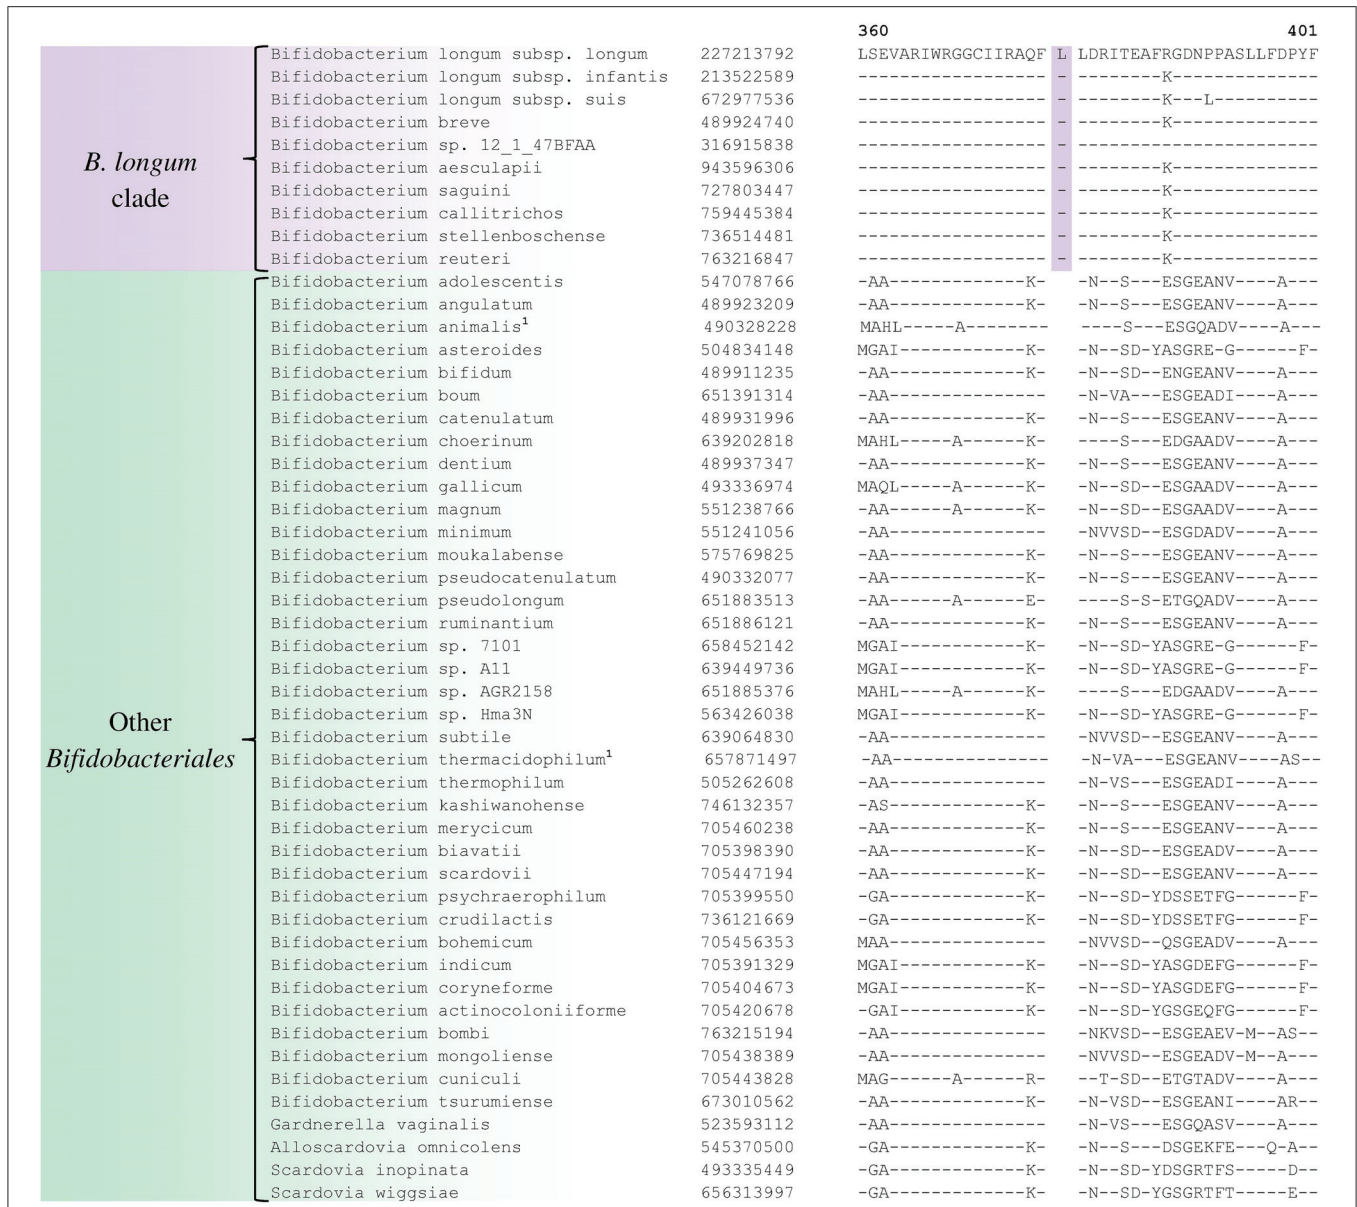 360 401
Bifidobacterium longum subsp. longum 227213792 LSEVARIWRGGCIIRAQF L LDRITEAFRGDNPPASLLFDPYF
Bifidobacterium longum subsp. infantis 213522589 ------------------ - --------K--------------
Bifidobacterium longum subsp. suis 672977536 ------------------ - --------K---L----------
Bifidobacterium breve 489924740 ------------------ - --------K--------------
Bifidobacterium sp. 12_1_47BFAA 316915838 ------------------ - -----------------------
B. longum
clade
Bifidobacterium aesculapii 943596306 ------------------ - --------K--------------
Bifidobacterium saguini 727803447 ------------------ - --------K--------------
Bifidobacterium callitrichos 759445384 ------------------ - --------K--------------
Bifidobacterium stellenboschense 736514481 ------------------ - --------K--------------
Bifidobacterium reuteri 763216847 ------------------ - --------K--------------
Bifidobacterium adolescentis 547078766 -AA-------------K- -N--S---ESGEANV----A---
Bifidobacterium angulatum 489923209 -AA-------------K- -N--S---ESGEANV----A---
Bifidobacterium animalis¹ 490328228 MAHL-----A-------- ----S---ESGQADV----A---
Bifidobacterium asteroides 504834148 MGAI------------K- -N--SD-YASGRE-G------F-
Bifidobacterium bifidum 489911235 -AA-------------K- -N--SD--ENGEANV----A---
Bifidobacterium boum 651391314 -AA--------------- -N-VA---ESGEADI----A---
Bifidobacterium catenulatum 489931996 -AA-------------K- -N--S---ESGEANV----A---
Bifidobacterium choerinum 639202818 MAHL-----A------K- ----S---EDGAADV----A---
Bifidobacterium dentium 489937347 -AA-------------K- -N--S---ESGEANV----A---
Bifidobacterium gallicum 493336974 MAQL-----A------K- -N--SD--ESGAADV----A---
Bifidobacterium magnum 551238766 -AA------A------K- -N--SD--ESGAADV----A---
Bifidobacterium minimum 551241056 -AA--------------- -NVVSD--ESGDADV----A---
Bifidobacterium moukalabense 575769825 -AA-------------K- -N--S---ESGEANV----A---
Bifidobacterium pseudocatenulatum 490332077 -AA-------------K- -N--S---ESGEANV----A---
Bifidobacterium pseudolongum 651883513 -AA------A------E- ----S-S-ETGQADV----A---
Bifidobacterium ruminantium 651886121 -AA-------------K- -N--S---ESGEANV----A---
Bifidobacterium sp. 7101 658452142 MGAI------------K- -N--SD-YASGRE-G------F-
Bifidobacterium sp. A11 639449736 MGAI------------K- -N--SD-YASGRE-G------F-
Bifidobacterium sp. AGR2158 651885376 MAHL-----A------K- ----S---EDGAADV----A---
Other
Bifidobacteriales
Bifidobacterium sp. Hma3N 563426038 MGAI------------K- -N--SD-YASGRE-G------F-
Bifidobacterium subtile 639064830 -AA--------------- -NVVSD--ESGEANV----A---
Bifidobacterium thermacidophilum¹ 657871497 -AA--------------- -N-VA---ESGEANV----AS--
Bifidobacterium thermophilum 505262608 -AA--------------- -N-VS---ESGEADI----A---
Bifidobacterium kashiwanohense 746132357 -AS-------------K- -N--S---ESGEANV----A---
Bifidobacterium merycicum 705460238 -AA-------------K- -N--S---ESGEANV----A---
Bifidobacterium biavatii 705398390 -AA-------------K- -N--SD--ESGEADV----A---
Bifidobacterium scardovii 705447194 -AA-------------K- -N--SD--ESGEANV----A---
Bifidobacterium psychraerophilum 705399550 -GA-------------K- -N--SD-YDSSETFG------F-
Bifidobacterium crudilactis 736121669 -GA-------------K- -N--SD-YDSSETFG------F-
Bifidobacterium bohemicum 705456353 MAA--------------- -NVVSD--QSGEADV----A---
Bifidobacterium indicum 705391329 MGAI------------K- -N--SD-YASGDEFG------F-
Bifidobacterium coryneforme 705404673 MGAI------------K- -N--SD-YASGDEFG------F-
Bifidobacterium actinocoloniiforme 705420678 -GAI------------K- -N--SD-YGSGEQFG------F-
Bifidobacterium bombi 763215194 -AA--------------- -NKVSD--ESGEAEV-M--AS--
Bifidobacterium mongoliense 705438389 -AA--------------- -NVVSD--ESGEADV-M--A---
Bifidobacterium cuniculi 705443828 MAG------A------R- --T-SD--ETGTADV----A---
Bifidobacterium tsurumiense 673010562 -AA-------------K- -N-VSD--ESGEANI----AR--
Gardnerella vaginalis 523593112 -AA--------------- -N-VS---ESGQASV----A---
Alloscardovia omnicolens 545370500 -GA-------------K- -N--S---DSGEKFE---Q-A--
Scardovia inopinata 493335449 -GA-------------K- -N--SD-YDSGRTFS-----D--
Scardovia wiggsiae 656313997 -GA-------------K- -N--SD-YGSGRTFT-----E--